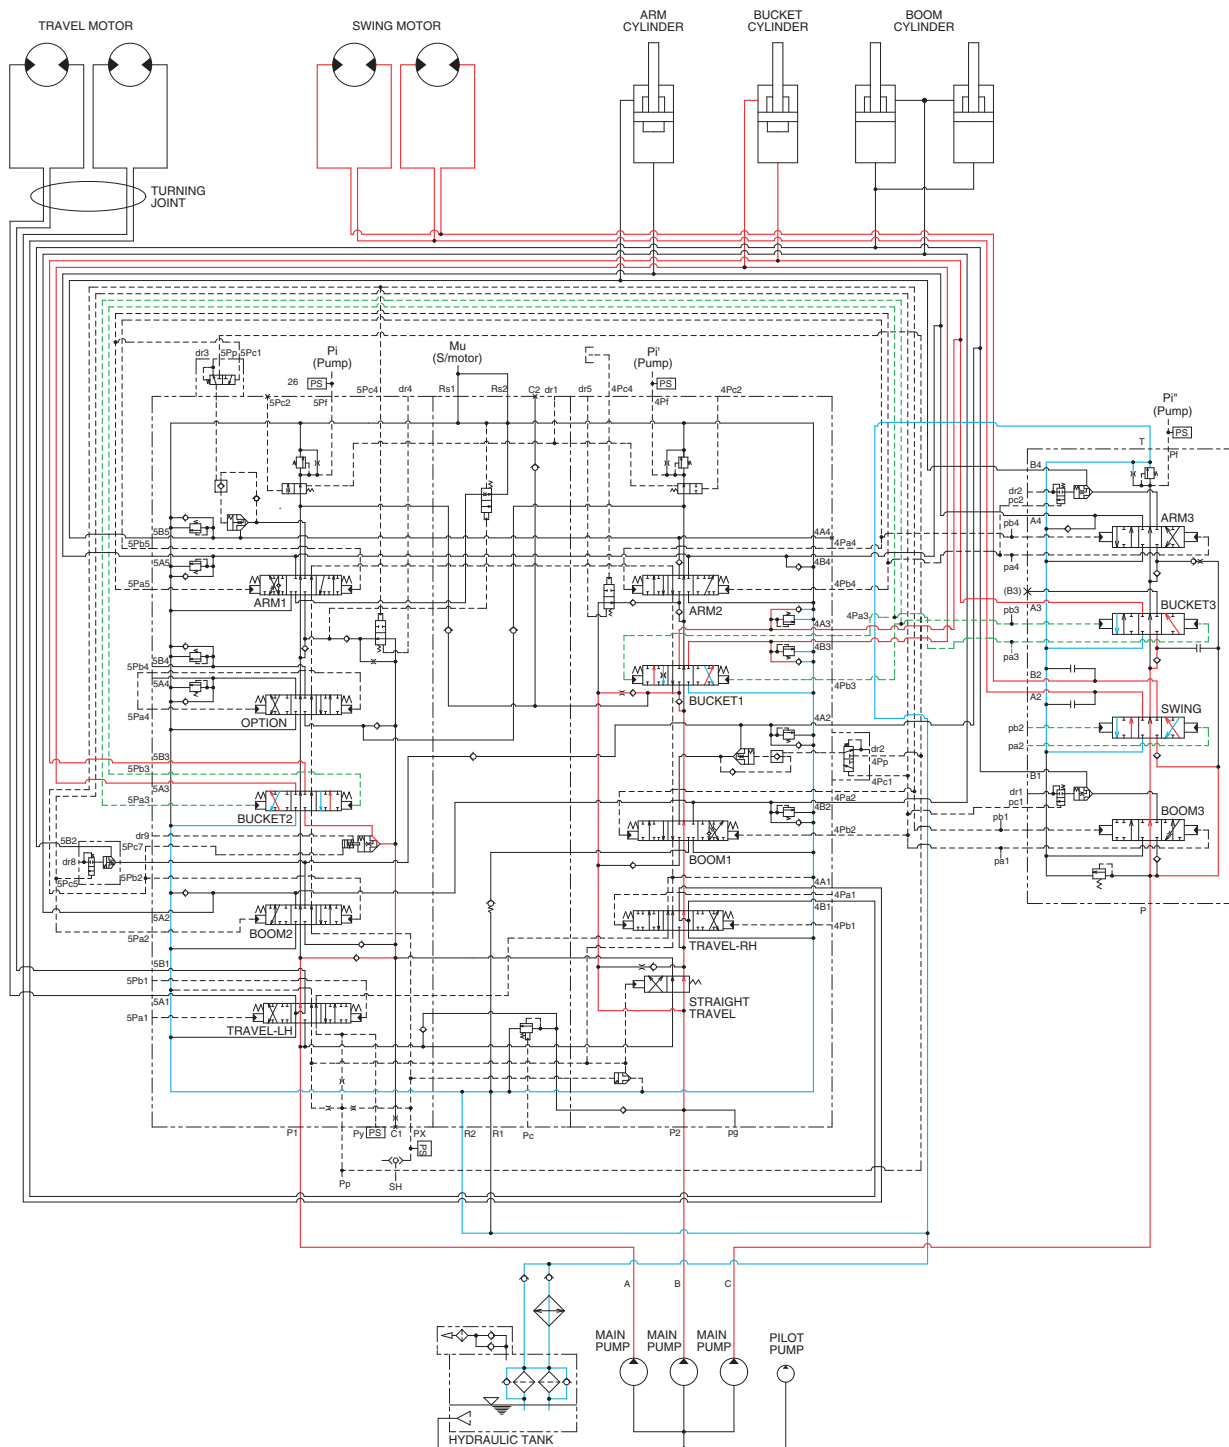 TRAVEL MOTOR
SWING MOTOR
ARM
CYLINDER
BUCKET
CYLINDER
BOOM
CYLINDER
TURNING
JOINT
dr3
5Pp
5Pc1
Pi
(Pump)
26
PS
5Pc2
5Pf
5Pc4
dr4
Mu
(S/motor)
Rs1
Rs2
C2
dr1
dr5
4Pc4
Pi'
(Pump)
PS
4Pf
4Pc2
Pi"
(Pump)
PS
T
Pf
B4
dr2
pc2
A4
pb4
ARM3
pa4
(B3)
A3
pb3
BUCKET3
pa3
B2
A2
SWING
pb2
pa2
B1
dr1
pc1
pb1
BOOM3
pa1
P
5B5
5Pb5
5A5
5Pa5
ARM1
4A4
4Pa4
4B4
4Pb4
ARM2
5B4
5Pb4
5A4
5Pa4
OPTION
4Pa3
4A3
4B3
4Pb3
BUCKET1
5B3
5Pb3
5A3
5Pa3
BUCKET2
4A2
dr2
4Pp
4Pc1
4Pa2
4B2
4Pb2
BOOM1
dr9
5B2
5Pc7
dr8
5Pc5
5Pb2
5A2
5Pa2
BOOM2
4A1
4Pa1
4B1
4Pb1
TRAVEL-RH
5B1
5Pb1
5A1
5Pa1
TRAVEL-LH
STRAIGHT
TRAVEL
P1
Py
PS
C1
PX
PS
R2
R1
Pc
P2
pg
Pp
SH
A
B
C
MAIN
PUMP
MAIN
PUMP
MAIN
PUMP
PILOT
PUMP
HYDRAULIC TANK